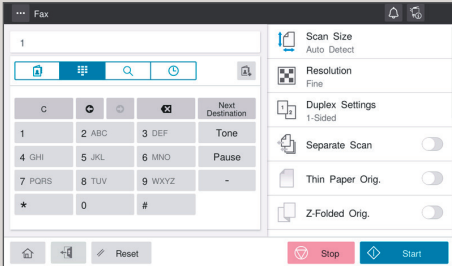 Fax
1
Scan Size
Auto Detect
Resolution
Fine
Duplex Settings
1-Sided
Separate Scan
Thin Paper Orig.
Z-Folded Orig.
C
Next
Destination
1
2 ABC
3 DEF
Tone
4 GHI
5 JKL
6 MNO
Pause
7 PQRS
8 TUV
9 WXYZ
-
*
0
#
Reset
Stop
Start